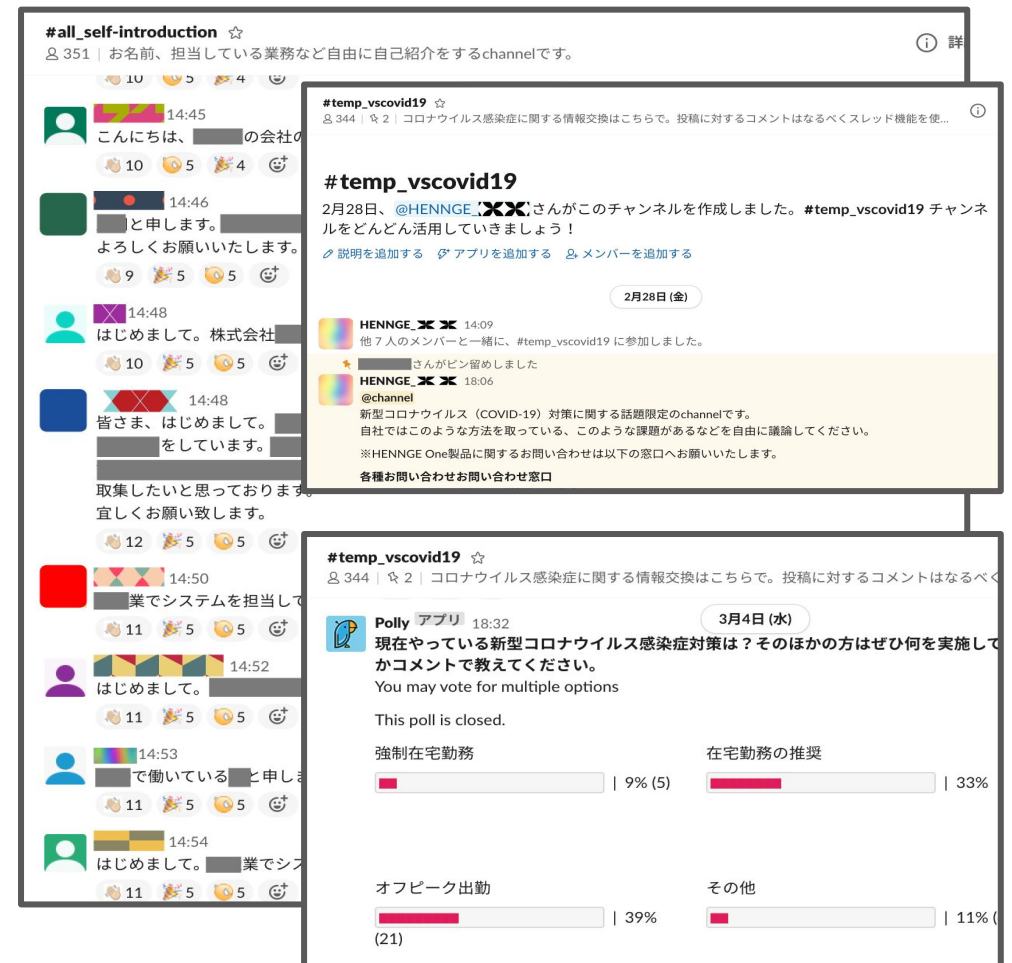 #all_self-introduction
351 | お名前、担当している業務など自由に自己紹介をするchannelです。
詳
10 5 4
14:45
こんにちは、 の会社の
10 5 4
14:46
と申します。
よろしくお願いいたします。
9 5 5
14:48
はじめまして。株式会社
10 5 5
14:48
皆さま、はじめまして。
をしています。
取集したいと思っております。
宜しくお願い致します。
12 5 5
14:50
業でシステムを担当して
11 5 5
14:52
はじめまして。
11 5 5
14:53
で働いている と申しま
11 5 5
14:54
はじめまして。 業でシス
11 5 5
#temp_vscovid19
344 | 2 | コロナウイルス感染症に関する情報交換はこちらで。投稿に対するコメントはなるべくスレッド機能を使...
#temp_vscovid19
2月28日、@HENNGE_ さんがこのチャンネルを作成しました。#temp_vscovid19 チャンネ
ルをどんどん活用していきましょう！
説明を追加する アプリを追加する メンバーを追加する
2月28日 (金)
HENNGE_ 14:09
他 7 人のメンバーと一緒に、#temp_vscovid19 に参加しました。
さんがピン留めしました
HENNGE_ 18:06
@channel
新型コロナウイルス（COVID-19）対策に関する話題限定のchannelです。
自社ではこのような方法を取っている、このような課題があるなどを自由に議論してください。
※HENNGE One製品に関するお問い合わせは以下の窓口へお願いいたします。
各種お問い合わせお問い合わせ窓口
#temp_vscovid19
344 | 2 | コロナウイルス感染症に関する情報交換はこちらで。投稿に対するコメントはなるべく
3月4日 (水)
Polly アプリ 18:32
現在やっている新型コロナウイルス感染症対策は？そのほかの方はぜひ何を実施して
かコメントで教えてください。
You may vote for multiple options
This poll is closed.
強制在宅勤務 在宅勤務の推奨
| 9% (5) | 33%
オフピーク出勤 その他
| 39% | 11% (
(21)